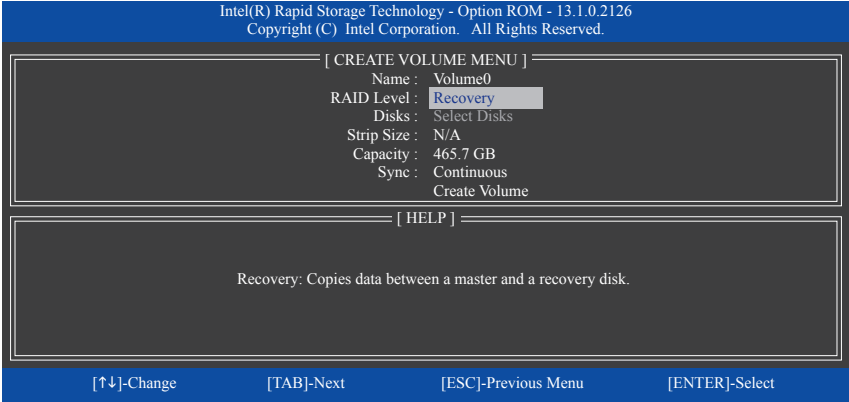 Intel(R) Rapid Storage Technology - Option ROM - 13.1.0.2126
Copyright (C) Intel Corporation. All Rights Reserved.
[ CREATE VOLUME MENU ]
Name : Volume0
RAID Level : Recovery
Disks : Select Disks
Strip Size : N/A
Capacity : 465.7 GB
Sync : Continuous
Create Volume
[ HELP ]
Recovery: Copies data between a master and a recovery disk.
[↑↓]-Change [TAB]-Next [ESC]-Previous Menu [ENTER]-Select